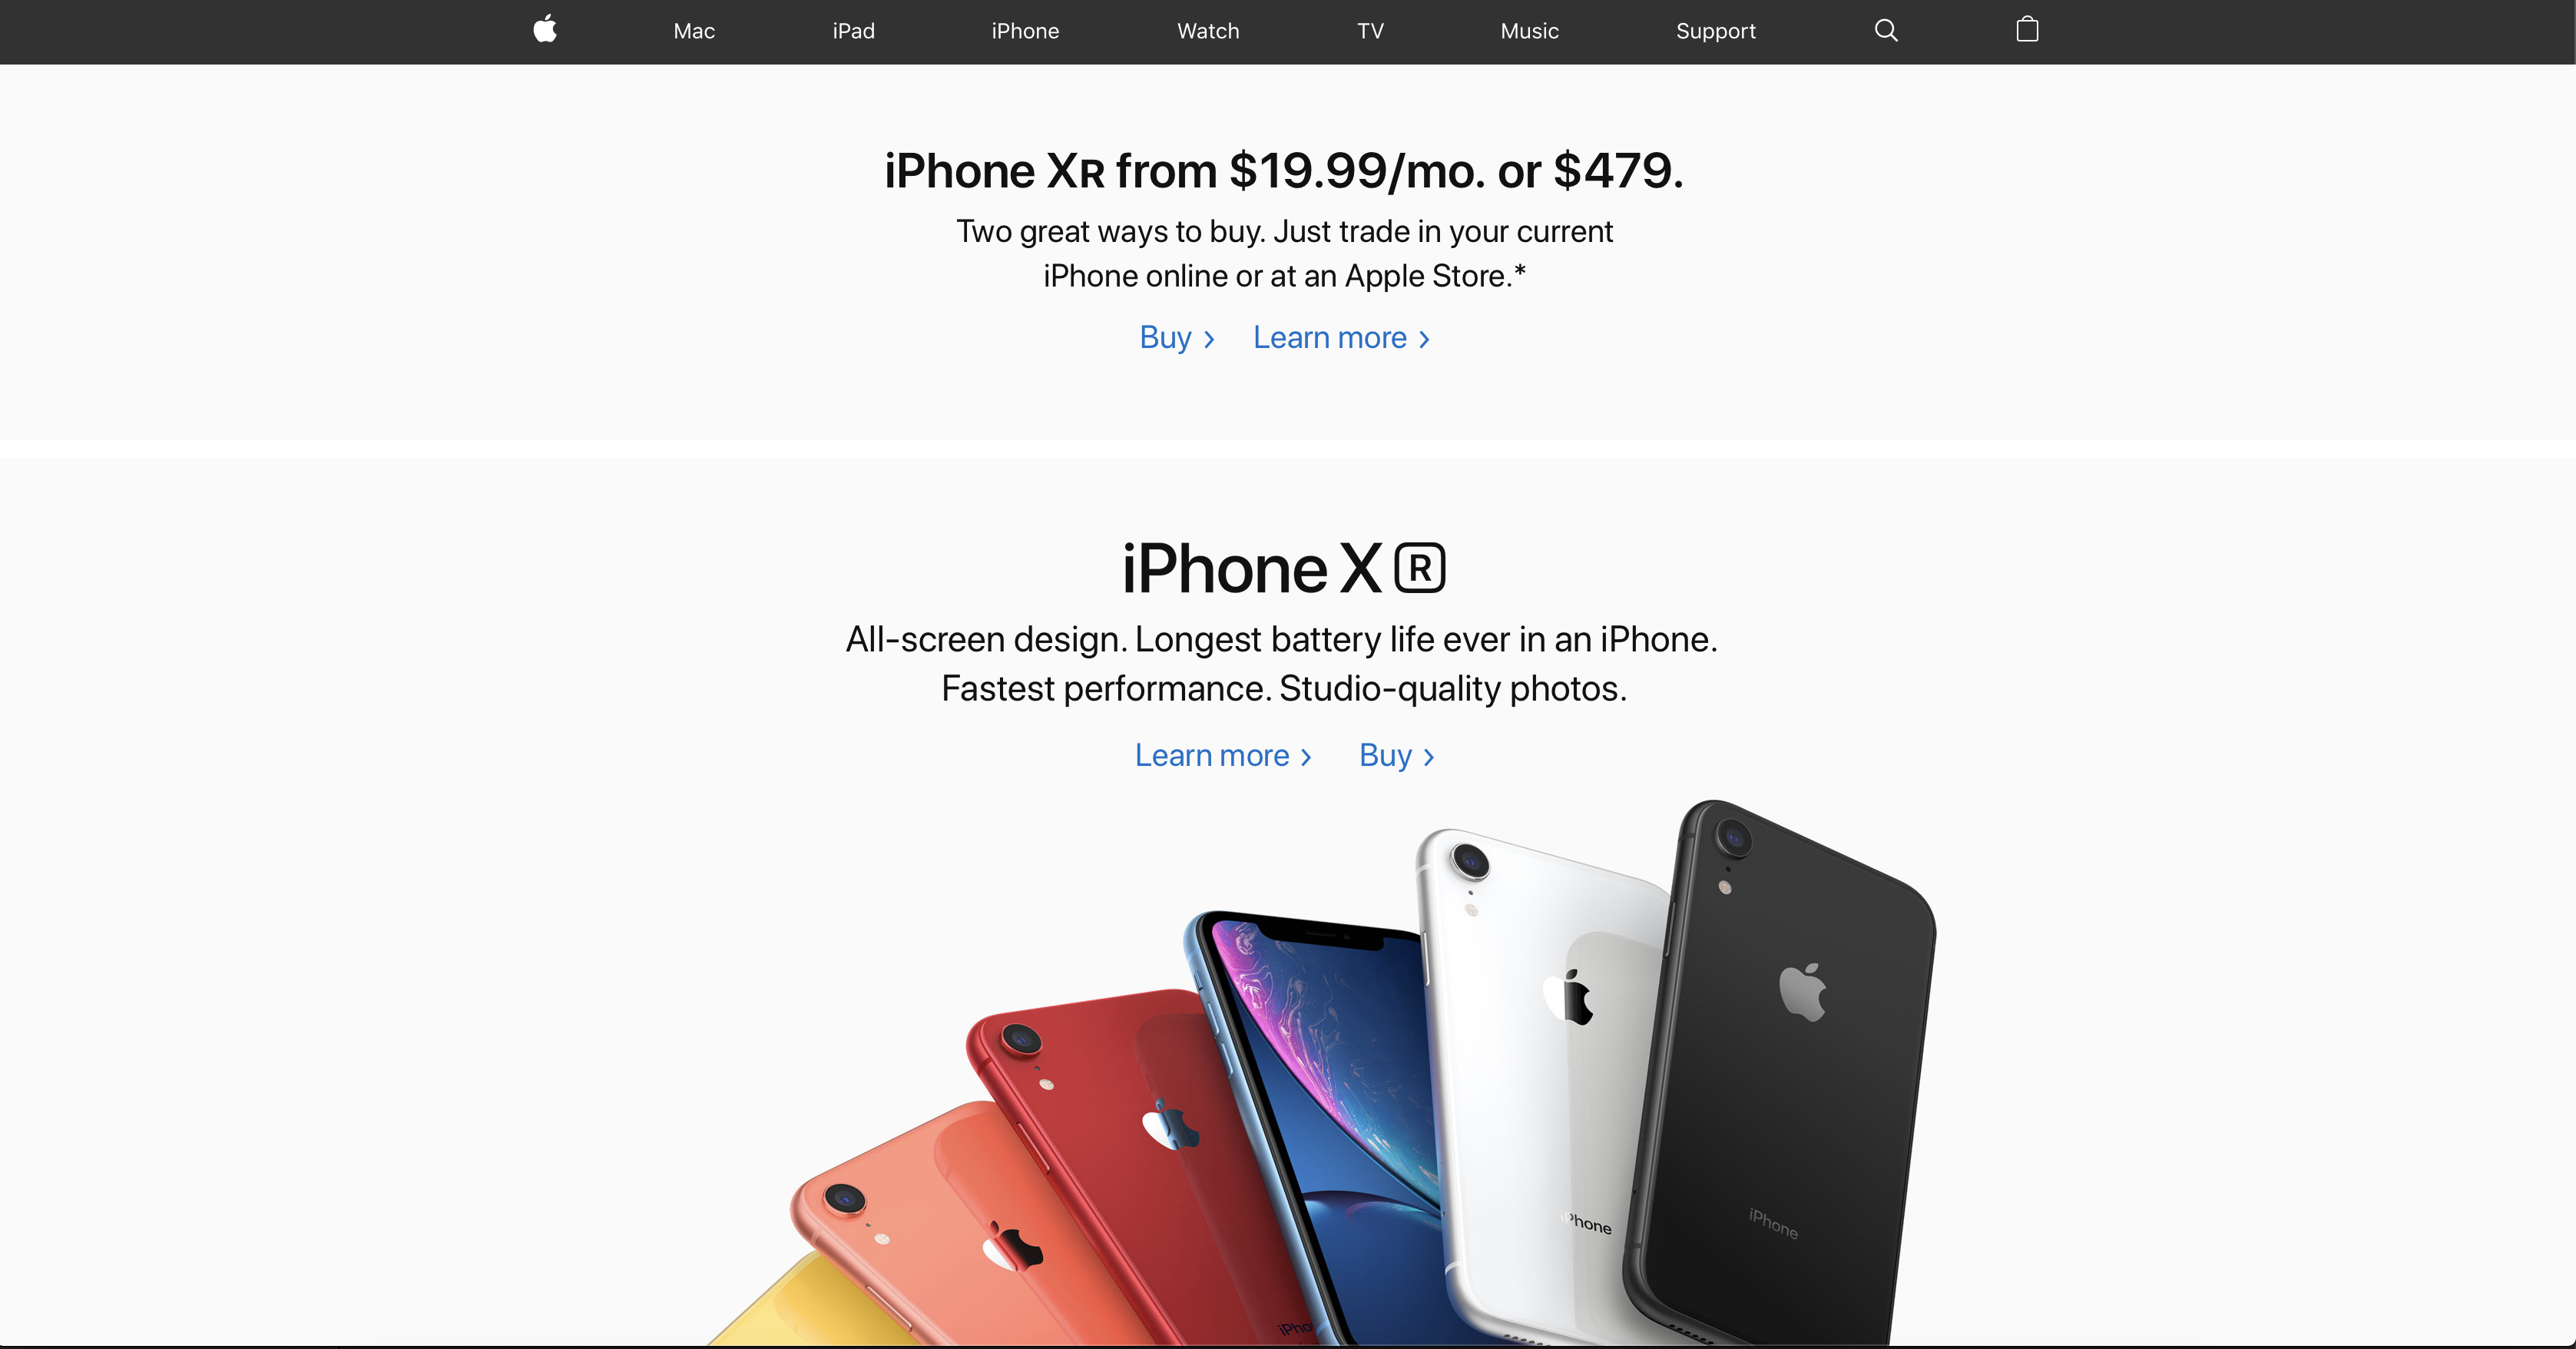 Mac
iPad
iPhone
Watch
TV
Music
Support
iPhone XR from $19.99/mo. or $479.
Two great ways to buy. Just trade in your current
iPhone online or at an Apple Store.*
Buy >
Learn more >
iPhone X R
All-screen design. Longest battery life ever in an iPhone.
Fastest performance. Studio-quality photos.
Learn more >
Buy >
iPhone
iPhone
iPho